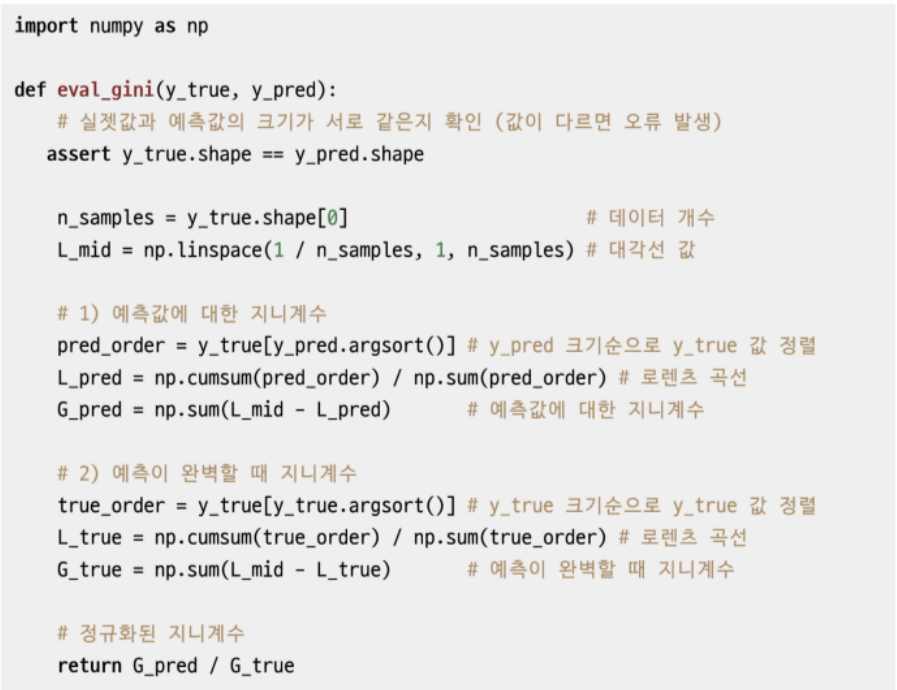 import numpy as np
def eval_gini(y_true, y_pred):
# 실젯값과 예측값의 크기가 서로 같은지 확인 (값이 다르면 오류 발생)
assert y_true.shape == y_pred.shape
n_samples = y_true.shape[0] # 데이터 개수
L_mid = np.linspace(1 / n_samples, 1, n_samples) # 대각선 값
# 1) 예측값에 대한 지니계수
pred_order = y_true[y_pred.argsort()] # y_pred 크기순으로 y_true 값 정렬
L_pred = np.cumsum(pred_order) / np.sum(pred_order) # 로렌츠 곡선
G_pred = np.sum(L_mid - L_pred) # 예측값에 대한 지니계수
# 2) 예측이 완벽할 때 지니계수
true_order = y_true[y_true.argsort()] # y_true 크기순으로 y_true 값 정렬
L_true = np.cumsum(true_order) / np.sum(true_order) # 로렌츠 곡선
G_true = np.sum(L_mid - L_true) # 예측이 완벽할 때 지니계수
# 정규화된 지니계수
return G_pred / G_true